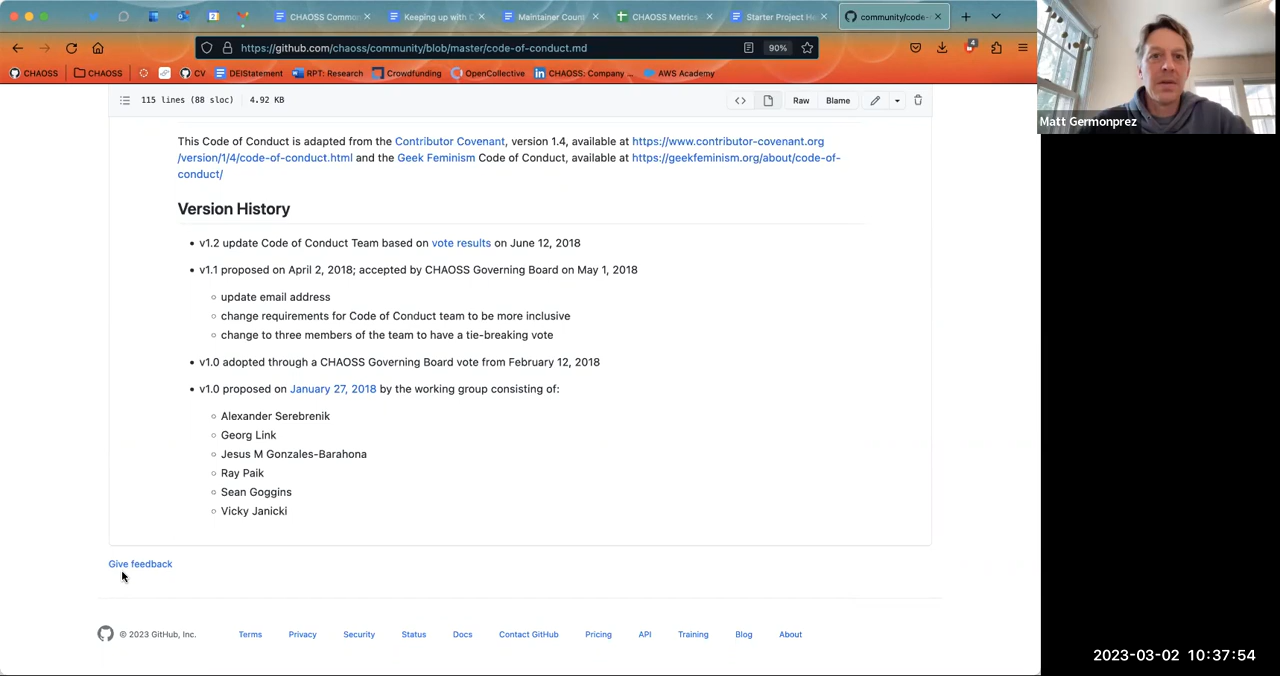 CHAOSS Common
Keeping up with C
Maintainer Count
CHAOSS Metrics
Starter Project He
community/code-
https://github.com/chaoss/community/blob/master/code-of-conduct.md
90%
4
CHAOSS
CHAOSS
CV
DEIStatement
RPT: Research
Crowdfunding
OpenCollective
CHAOSS: Company ...
AWS Academy
115 lines (88 sloc)
4.92 KB
Raw
Blame
This Code of Conduct is adapted from the Contributor Covenant, version 1.4, available at https://www.contributor-covenant.org
/version/1/4/code-of-conduct.html and the Geek Feminism Code of Conduct, available at https://geekfeminism.org/about/code-of-
conduct/
Version History
v1.2 update Code of Conduct Team based on vote results on June 12, 2018
v1.1 proposed on April 2, 2018; accepted by CHAOSS Governing Board on May 1, 2018
update email address
change requirements for Code of Conduct team to be more inclusive
change to three members of the team to have a tie-breaking vote
v1.0 adopted through a CHAOSS Governing Board vote from February 12, 2018
v1.0 proposed on January 27, 2018 by the working group consisting of:
Alexander Serebrenik
Georg Link
Jesus M Gonzales-Barahona
Ray Paik
Sean Goggins
Vicky Janicki
Give feedback
© 2023 GitHub, Inc.
Terms
Privacy
Security
Status
Docs
Contact GitHub
Pricing
API
Training
Blog
About
Matt Germonprez
2023-03-02 10:37:54